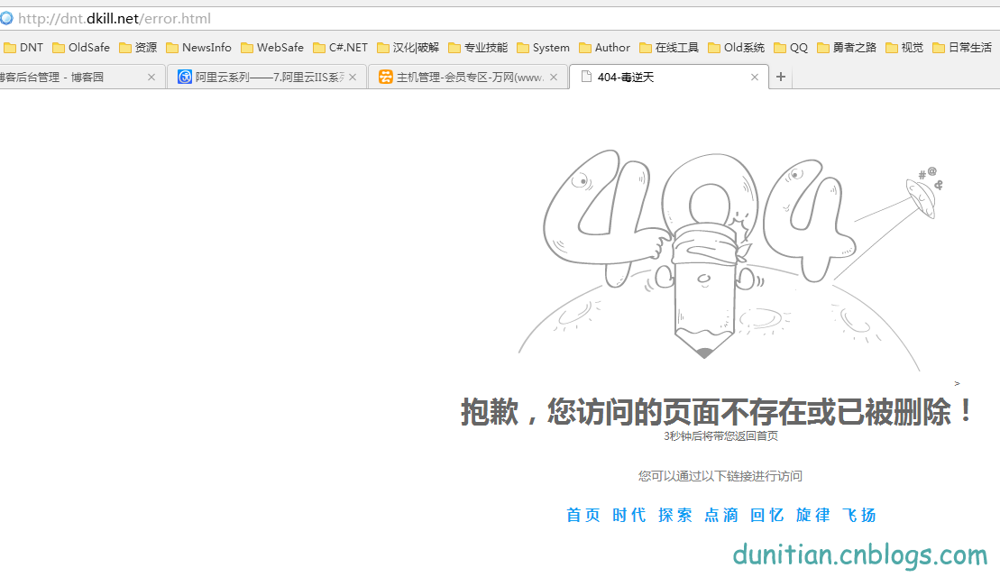 http://dnt.dkill.net/error.html
DNT OldSafe 资源 NewsInfo WebSafe C#.NET 汉化|破解 专业技能 System Author 在线工具 Old系统 QQ 勇者之路 视觉 日常生活
博客后台管理 - 博客园 × 阿里云系列——7.阿里云IIS系 × 主机管理-会员专区-万网(www. × 404-毒逆天 × +
# @ &
404
>
抱歉，您访问的页面不存在或已被删除！
3秒钟后将带您返回首页
您可以通过以下链接进行访问
首页 时代 探索 点滴 回忆 旋律 飞扬
dunitian.cnblogs.com